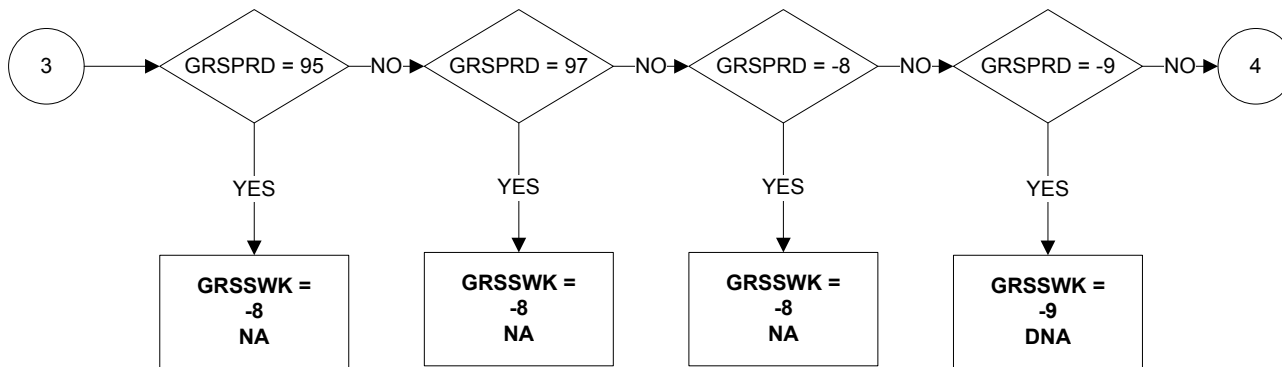 3
GRSPRD = 95
NO
GRSPRD = 97
NO
GRSPRD = -8
NO
GRSPRD = -9
NO
4
YES
YES
YES
YES
GRSSWK =
-8
NA
GRSSWK =
-8
NA
GRSSWK =
-8
NA
GRSSWK =
-9
DNA